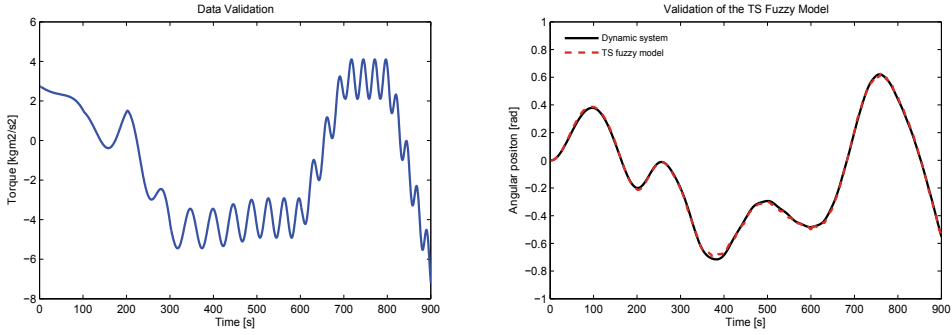 Data Validation
6
4
2
0
−2
−4
−6
−8
Torque [kgm2/s2]
0 100 200 300 400 500 600 700 800 900
Time [s]
Validation of the TS Fuzzy Model
1
0.8
0.6
0.4
0.2
0
−0.2
−0.4
−0.6
−0.8
−1
Angular positon [rad]
Dynamic system
TS fuzzy model
0 100 200 300 400 500 600 700 800 900
Time [s]